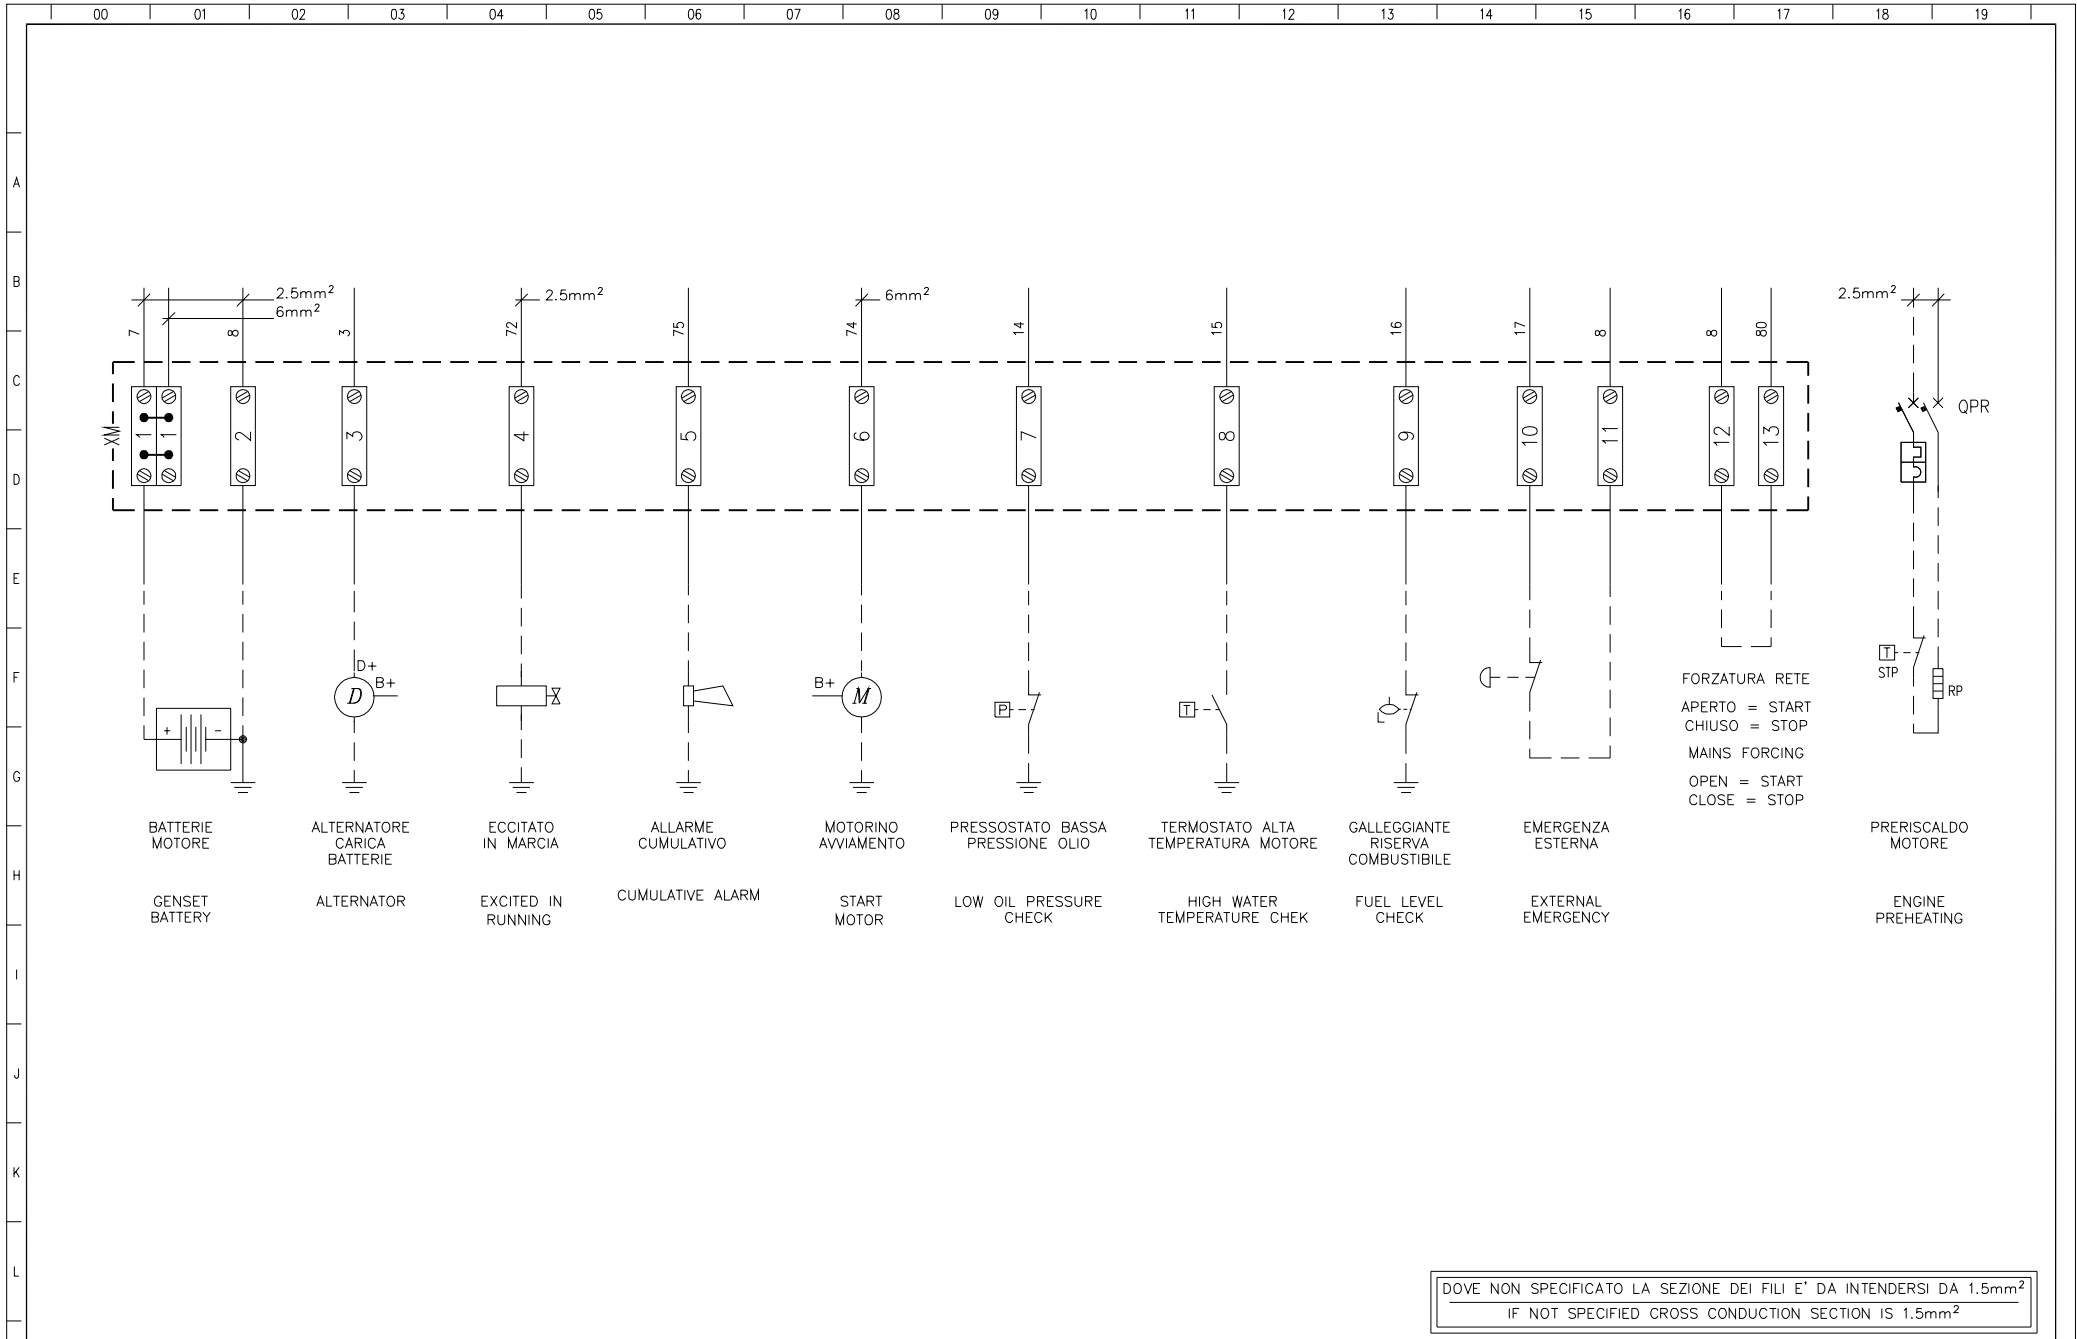 00 01 02 03 04 05 06 07 08 09 10 11 12 13 14 15 16 17 18 19
A
B
C
D
E
F
G
H
I
J
K
L
2.5mm²
6mm²
2.5mm²
6mm²
2.5mm²
7 8 3 72 75 74 14 15 16 17 8 8 80
XM
1 1 2 3 4 5 6 7 8 9 10 11 12 13
QPR
D+
B+
D
B+
M
P
T
T
STP
RP
+ -
FORZATURA RETE
APERTO = START
CHIUSO = STOP
MAINS FORCING
OPEN = START
CLOSE = STOP
BATTERIE
MOTORE
GENSET
BATTERY
ALTERNATORE
CARICA
BATTERIE
ALTERNATOR
ECCITATO
IN MARCIA
EXCITED IN
RUNNING
ALLARME
CUMULATIVO
CUMULATIVE ALARM
MOTORINO
AVVIAMENTO
START
MOTOR
PRESSOSTATO BASSA
PRESSIONE OLIO
LOW OIL PRESSURE
CHECK
TERMOSTATO ALTA
TEMPERATURA MOTORE
HIGH WATER
TEMPERATURE CHEK
GALLEGGIANTE
RISERVA
COMBUSTIBILE
FUEL LEVEL
CHECK
EMERGENZA
ESTERNA
EXTERNAL
EMERGENCY
PRERISCALDO
MOTORE
ENGINE
PREHEATING
DOVE NON SPECIFICATO LA SEZIONE DEI FILI E' DA INTENDERSI DA 1.5mm²
IF NOT SPECIFIED CROSS CONDUCTION SECTION IS 1.5mm²